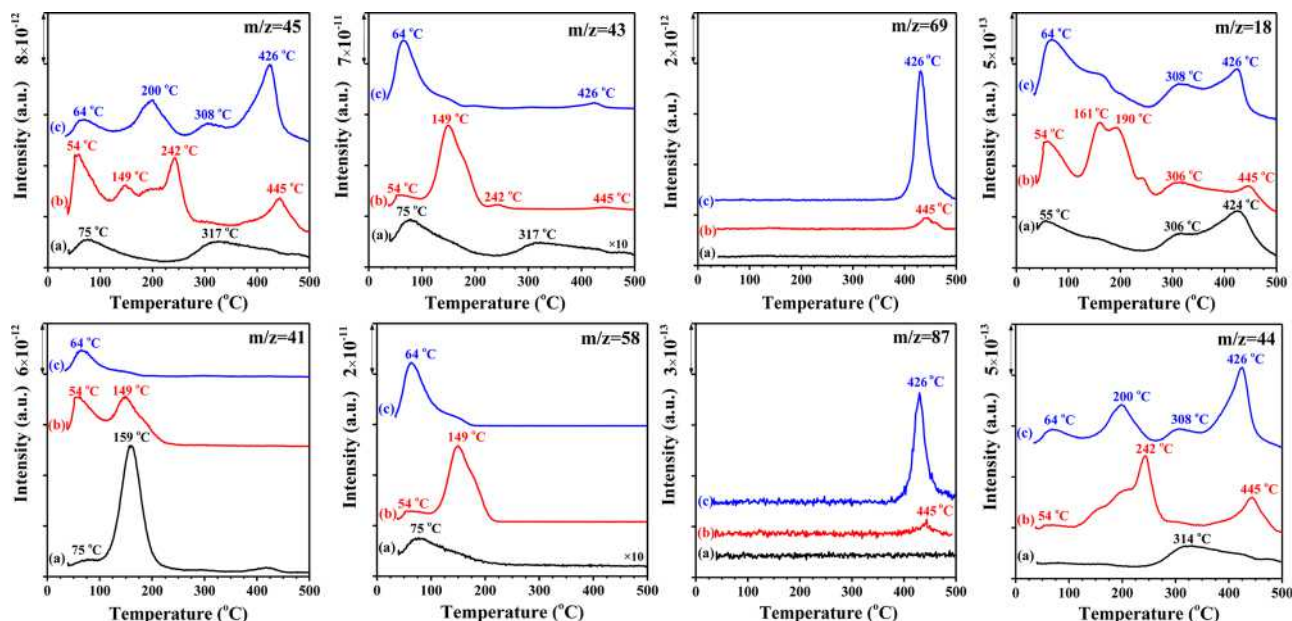 m/z=45
8×10⁻¹²
Intensity (a.u.)
426 °C
200 °C
64 °C
308 °C
(c)
54 °C
149 °C
242 °C
445 °C
(b)
75 °C
317 °C
(a)
0 100 200 300 400 500
Temperature (°C)
m/z=43
7×10⁻¹¹
Intensity (a.u.)
64 °C
426 °C
(c)
149 °C
54 °C
242 °C
445 °C
(b)
75 °C
317 °C
(a)
×10
0 100 200 300 400 500
Temperature (°C)
m/z=69
2×10⁻¹²
Intensity (a.u.)
426 °C
(c)
445 °C
(b)
(a)
0 100 200 300 400 500
Temperature (°C)
m/z=18
5×10⁻¹³
Intensity (a.u.)
64 °C
308 °C
426 °C
(c)
54 °C
161 °C
190 °C
306 °C
445 °C
(b)
55 °C
306 °C
424 °C
(a)
0 100 200 300 400 500
Temperature (°C)
m/z=41
6×10⁻¹²
Intensity (a.u.)
64 °C
(c)
54 °C
149 °C
(b)
159 °C
75 °C
(a)
0 100 200 300 400 500
Temperature (°C)
m/z=58
2×10⁻¹¹
Intensity (a.u.)
64 °C
(c)
149 °C
54 °C
(b)
75 °C
(a)
×10
0 100 200 300 400 500
Temperature (°C)
m/z=87
3×10⁻¹³
Intensity (a.u.)
426 °C
(c)
445 °C
(b)
(a)
0 100 200 300 400 500
Temperature (°C)
m/z=44
5×10⁻¹³
Intensity (a.u.)
426 °C
200 °C
64 °C
308 °C
(c)
242 °C
54 °C
445 °C
(b)
314 °C
(a)
0 100 200 300 400 500
Temperature (°C)